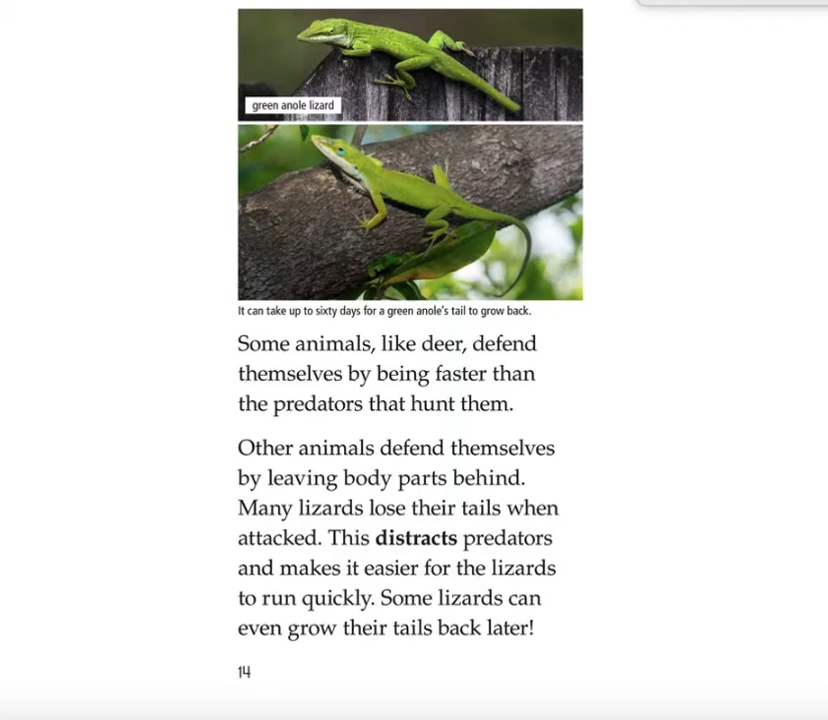 green anole lizard
It can take up to sixty days for a green anole's tail to grow back.
Some animals, like deer, defend
themselves by being faster than
the predators that hunt them.
Other animals defend themselves
by leaving body parts behind.
Many lizards lose their tails when
attacked. This distracts predators
and makes it easier for the lizards
to run quickly. Some lizards can
even grow their tails back later!
14